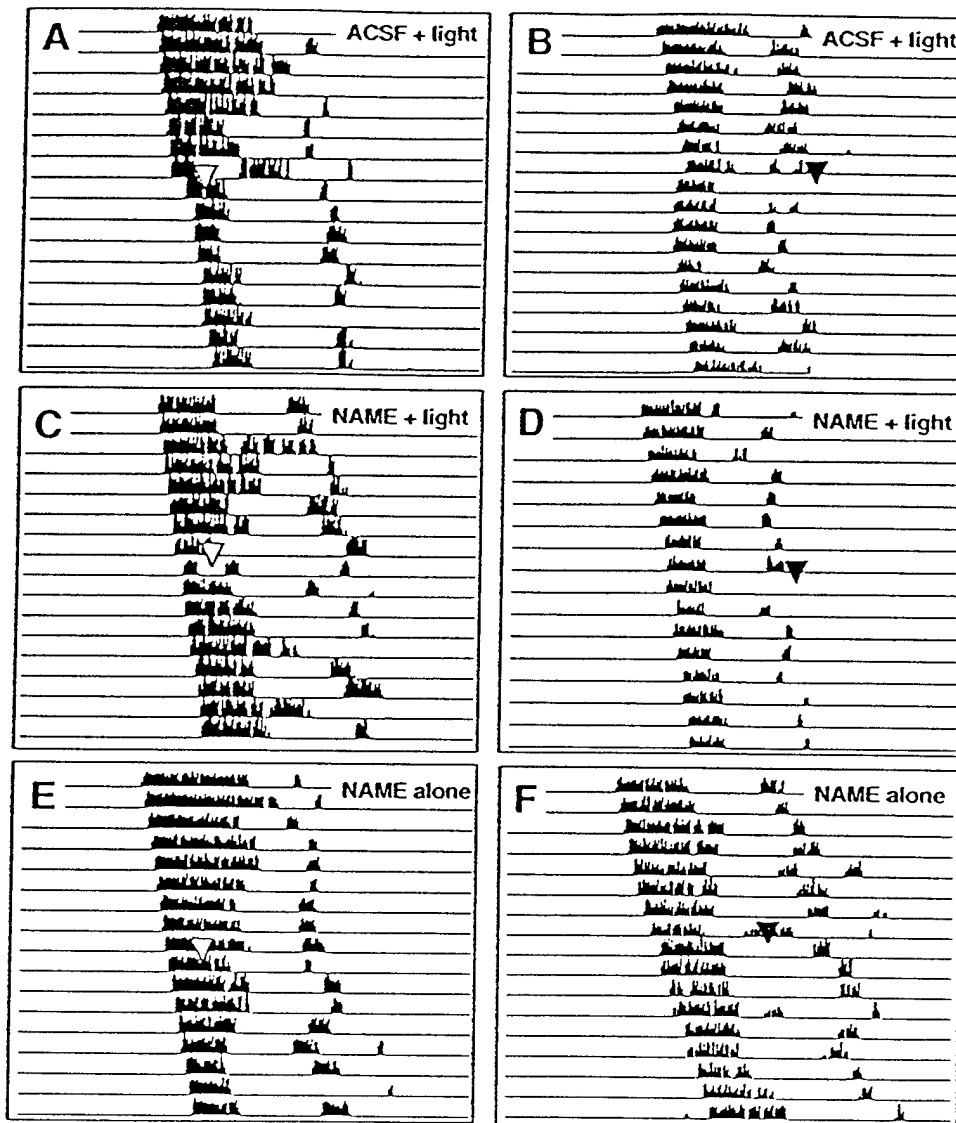 A ACSF + light
B ACSF + light
C NAME + light
D NAME + light
E NAME alone
F NAME alone